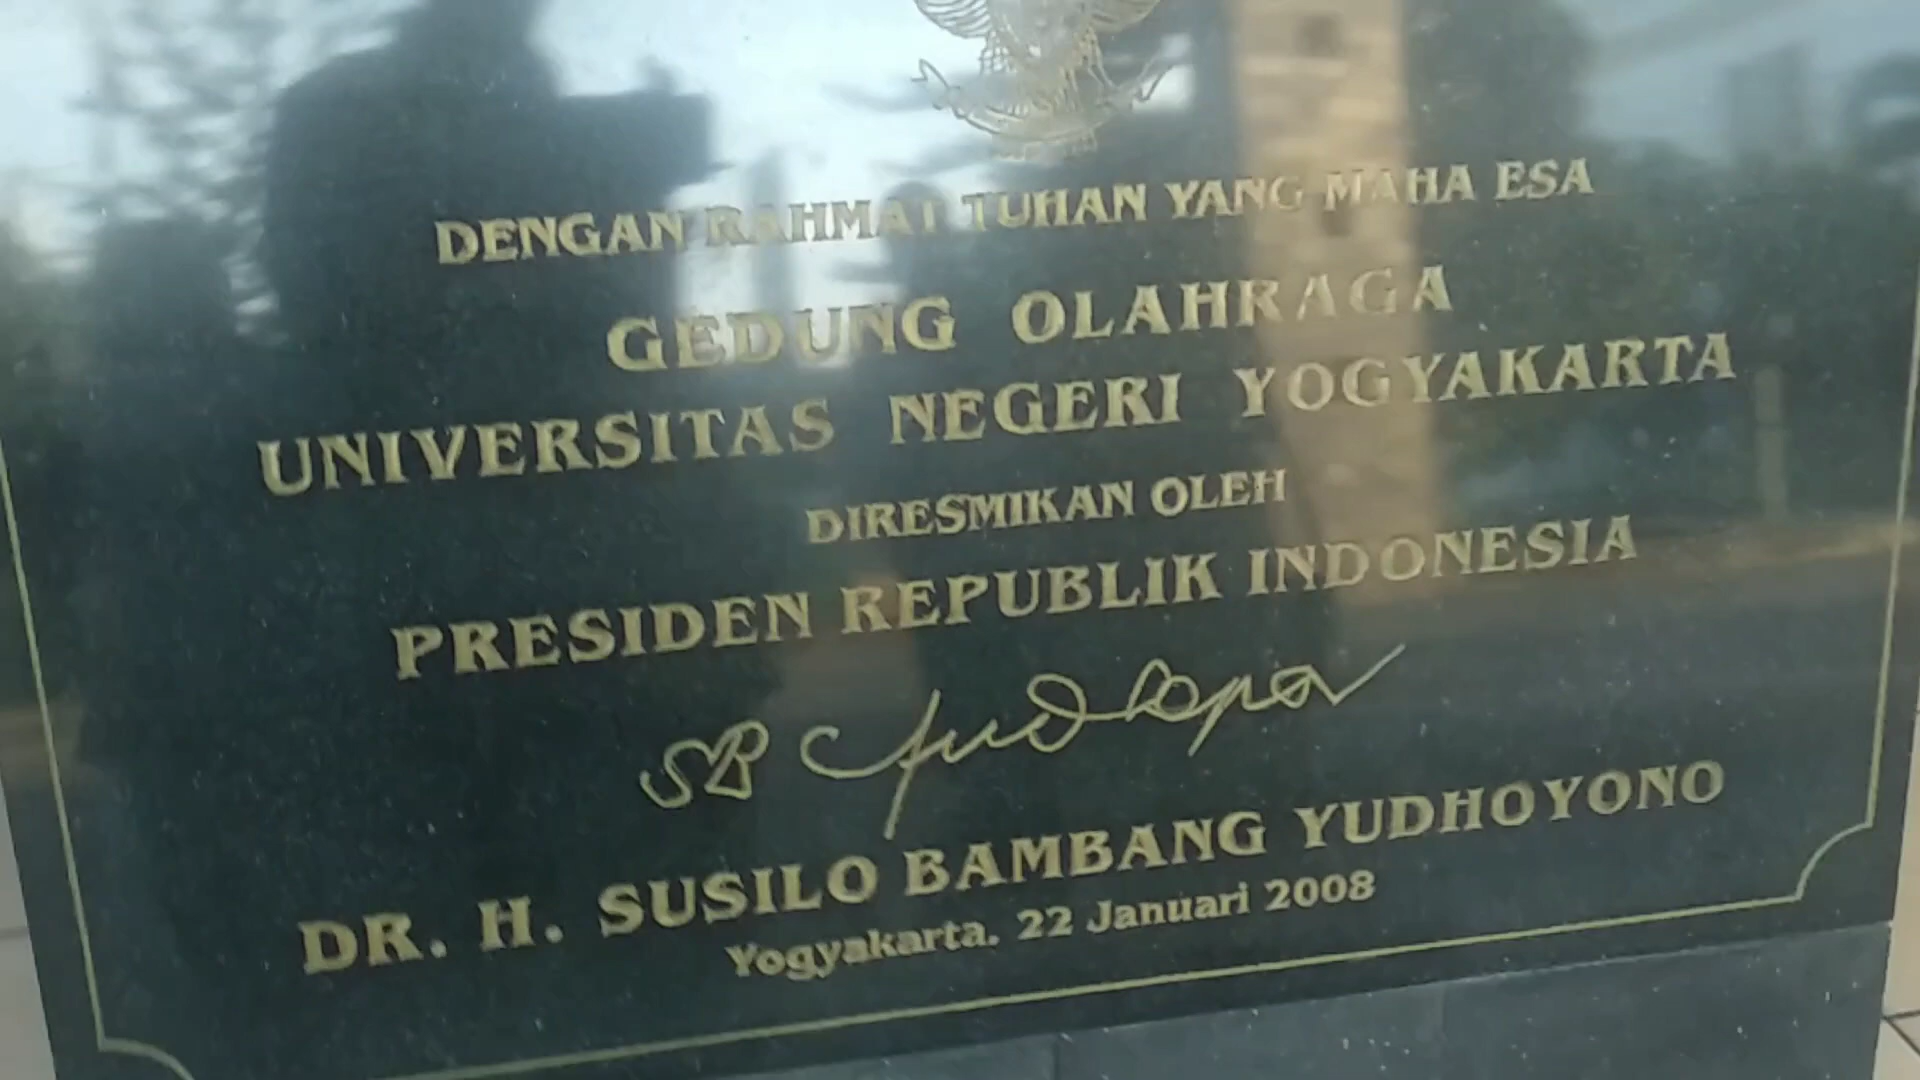 DENGAN RAHMAT TUHAN YANG MAHA ESA
GEDUNG OLAHRAGA
UNIVERSITAS NEGERI YOGYAKARTA
DIRESMIKAN OLEH
PRESIDEN REPUBLIK INDONESIA
DR. H. SUSILO BAMBANG YUDHOYONO
Yogyakarta. 22 Januari 2008